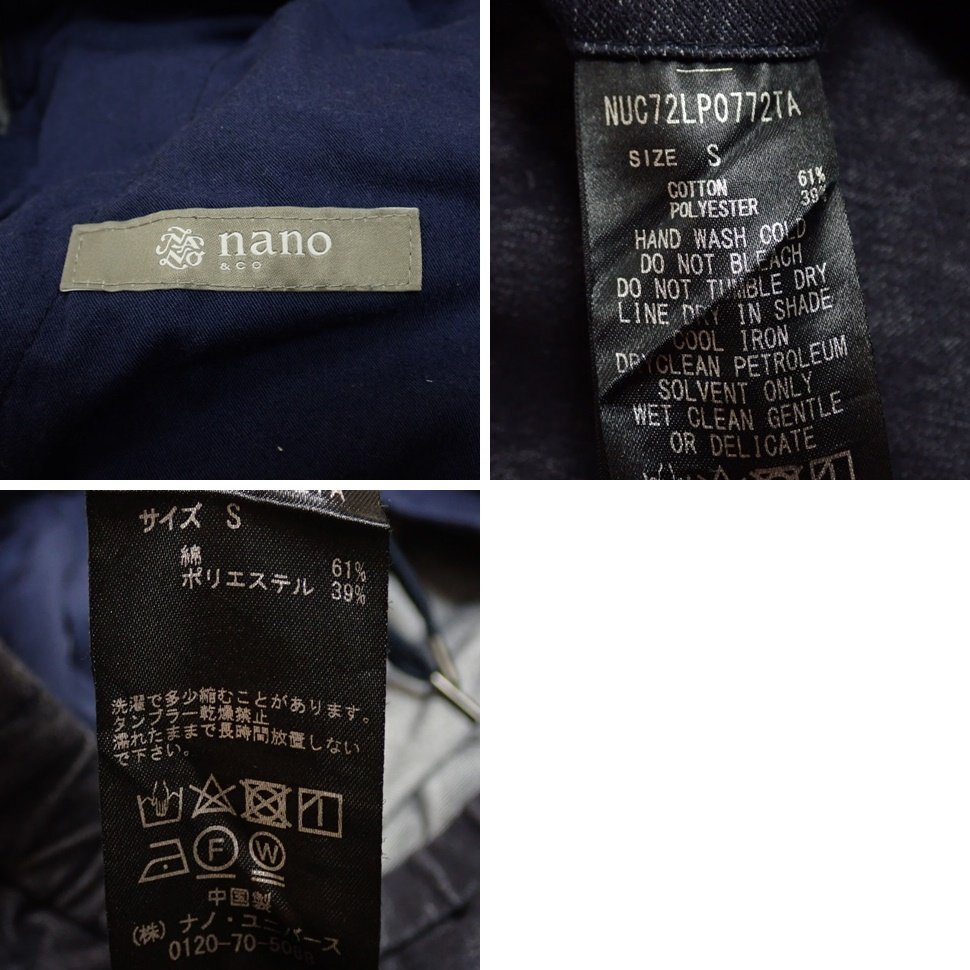 NANO
nano
& CO
NUC72LP0772TA
SIZE S
COTTON 61%
POLYESTER 39%
HAND WASH COLD
DO NOT BLEACH
DO NOT TUMBLE DRY
LINE DRY IN SHADE
COOL IRON
DRYCLEAN PETROLEUM
SOLVENT ONLY
WET CLEAN GENTLE
OR DELICATE
サイズ S
綿 61%
ポリエステル 39%
洗濯で多少縮むことがあります。
タンブラー乾燥禁止
濡れたままで長時間放置しない
で下さい。
F W
中国製
(株) ナノ・ユニバース
0120-70-